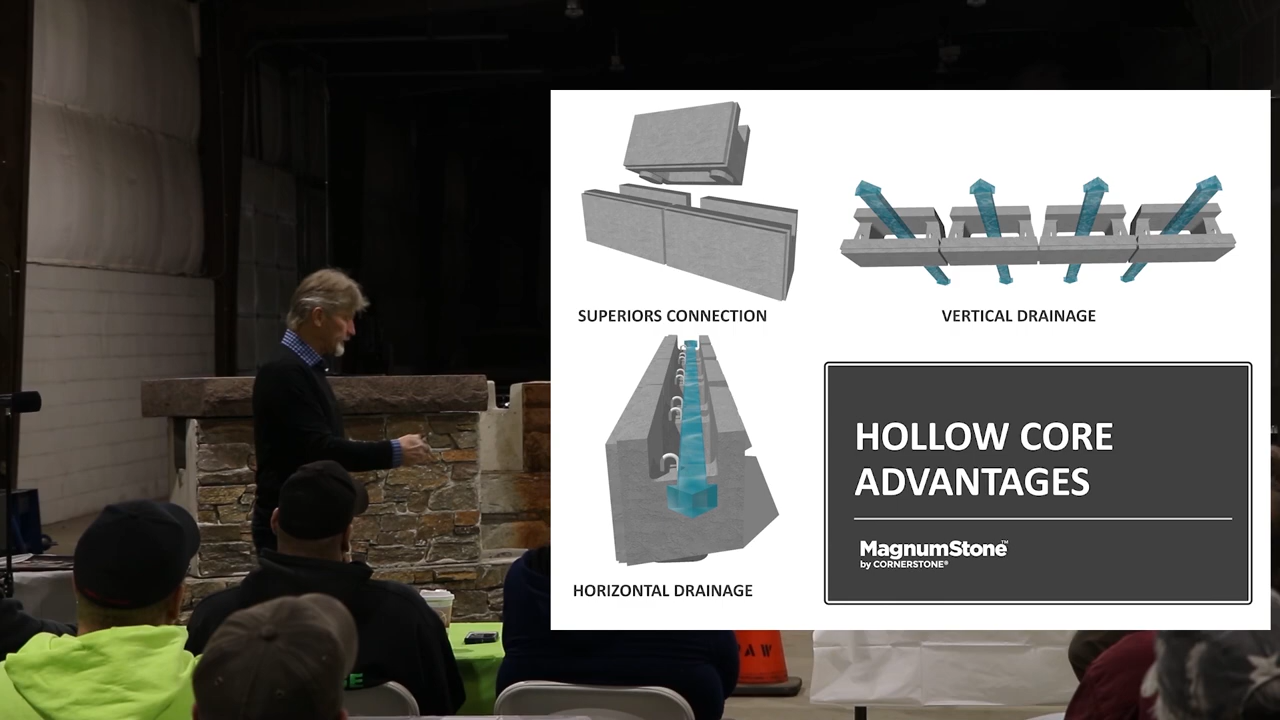 SUPERIORS CONNECTION
VERTICAL DRAINAGE
HORIZONTAL DRAINAGE
HOLLOW CORE
ADVANTAGES
MagnumStone™
by CORNERSTONE®
A W
E